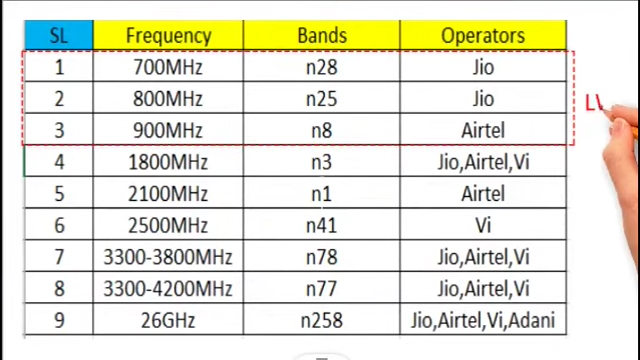 SL Frequency Bands Operators
1 700MHz n28 Jio
2 800MHz n25 Jio
3 900MHz n8 Airtel
4 1800MHz n3 Jio,Airtel,Vi
5 2100MHz n1 Airtel
6 2500MHz n41 Vi
7 3300-3800MHz n78 Jio,Airtel,Vi
8 3300-4200MHz n77 Jio,Airtel,Vi
9 26GHz n258 Jio,Airtel,Vi,Adani